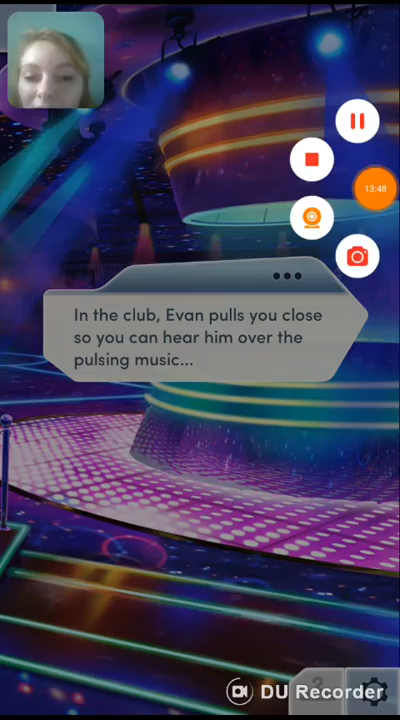 13:48
In the club, Evan pulls you close
so you can hear him over the
pulsing music...
DU Recorder